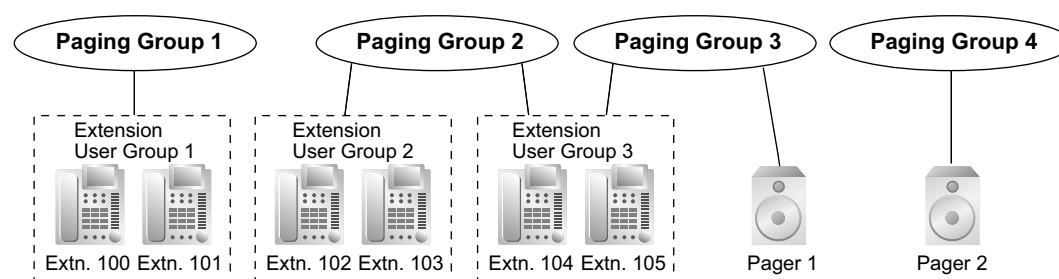 Paging Group 1
Paging Group 2
Paging Group 3
Paging Group 4
Extension
User Group 1
Extension
User Group 2
Extension
User Group 3
Extn. 100 Extn. 101
Extn. 102 Extn. 103
Extn. 104 Extn. 105
Pager 1
Pager 2